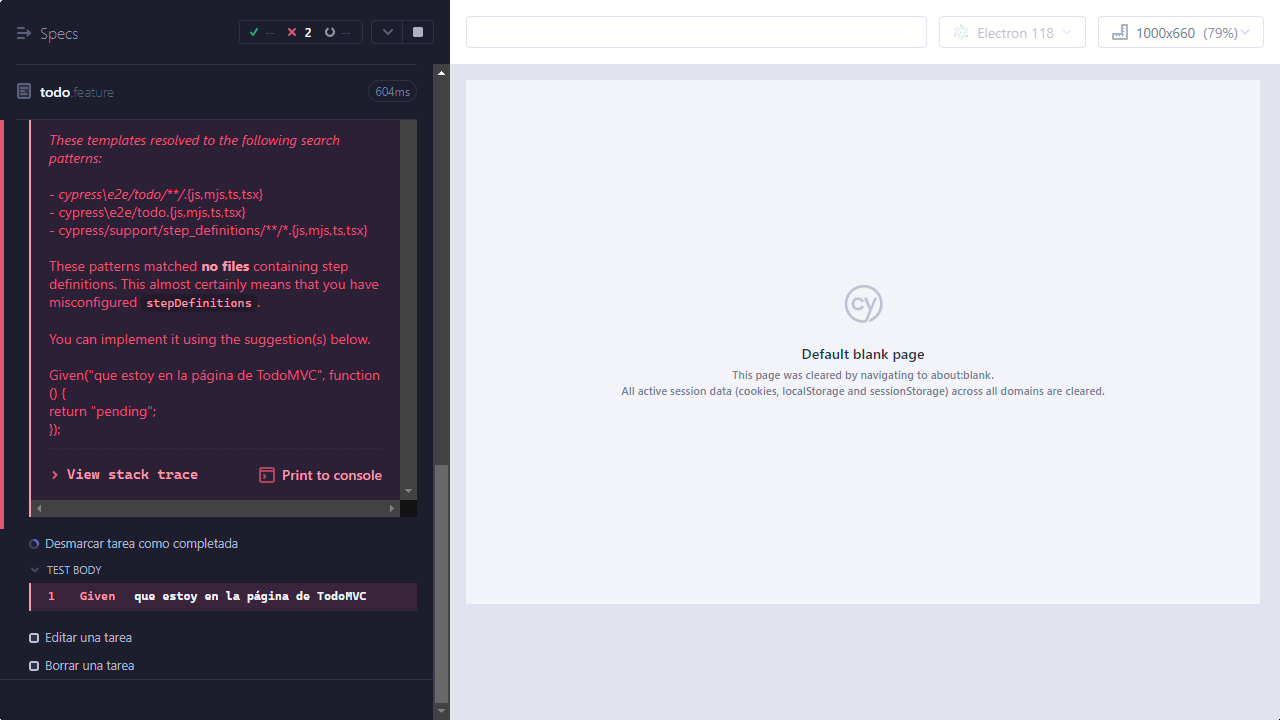 Specs
-- 2 --
Electron 118
1000x660 (79%)
todo.feature
604ms
These templates resolved to the following search
patterns:
- cypress\e2e/todo/**/.{js,mjs,ts,tsx}
- cypress\e2e/todo.{js,mjs,ts,tsx}
- cypress/support/step_definitions/**/*.{js,mjs,ts,tsx}
These patterns matched no files containing step
definitions. This almost certainly means that you have
misconfigured stepDefinitions.
You can implement it using the suggestion(s) below.
Given("que estoy en la página de TodoMVC", function
() {
return "pending";
});
View stack trace
Print to console
Desmarcar tarea como completada
TEST BODY
1 Given que estoy en la página de TodoMVC
Editar una tarea
Borrar una tarea
cy
Default blank page
This page was cleared by navigating to about:blank.
All active session data (cookies, localStorage and sessionStorage) across all domains are cleared.